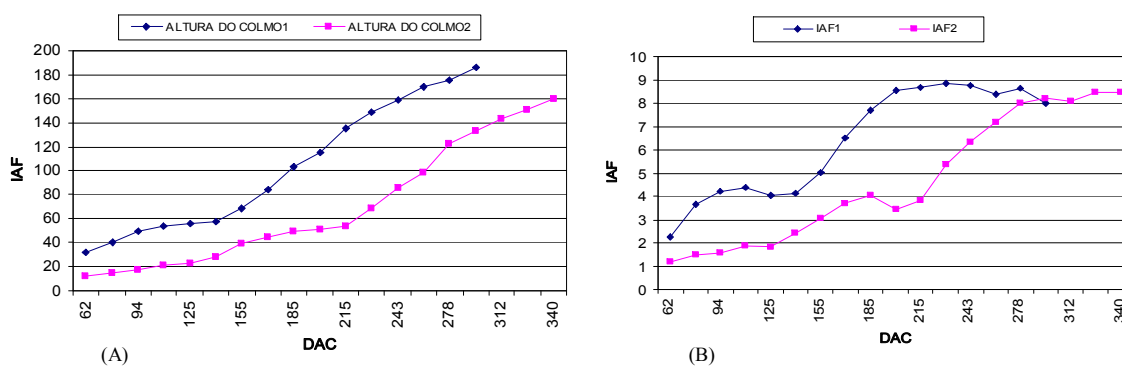 ALTURA DO COLMO1 ALTURA DO COLMO2
200
180
160
140
120
100
80
60
40
20
0
IAF
62 94 125 155 185 215 243 278 312 340
DAC
(A)
IAF1 IAF2
10
9
8
7
6
5
4
3
2
1
0
IAF
62 94 125 155 185 215 243 278 312 340
DAC
(B)